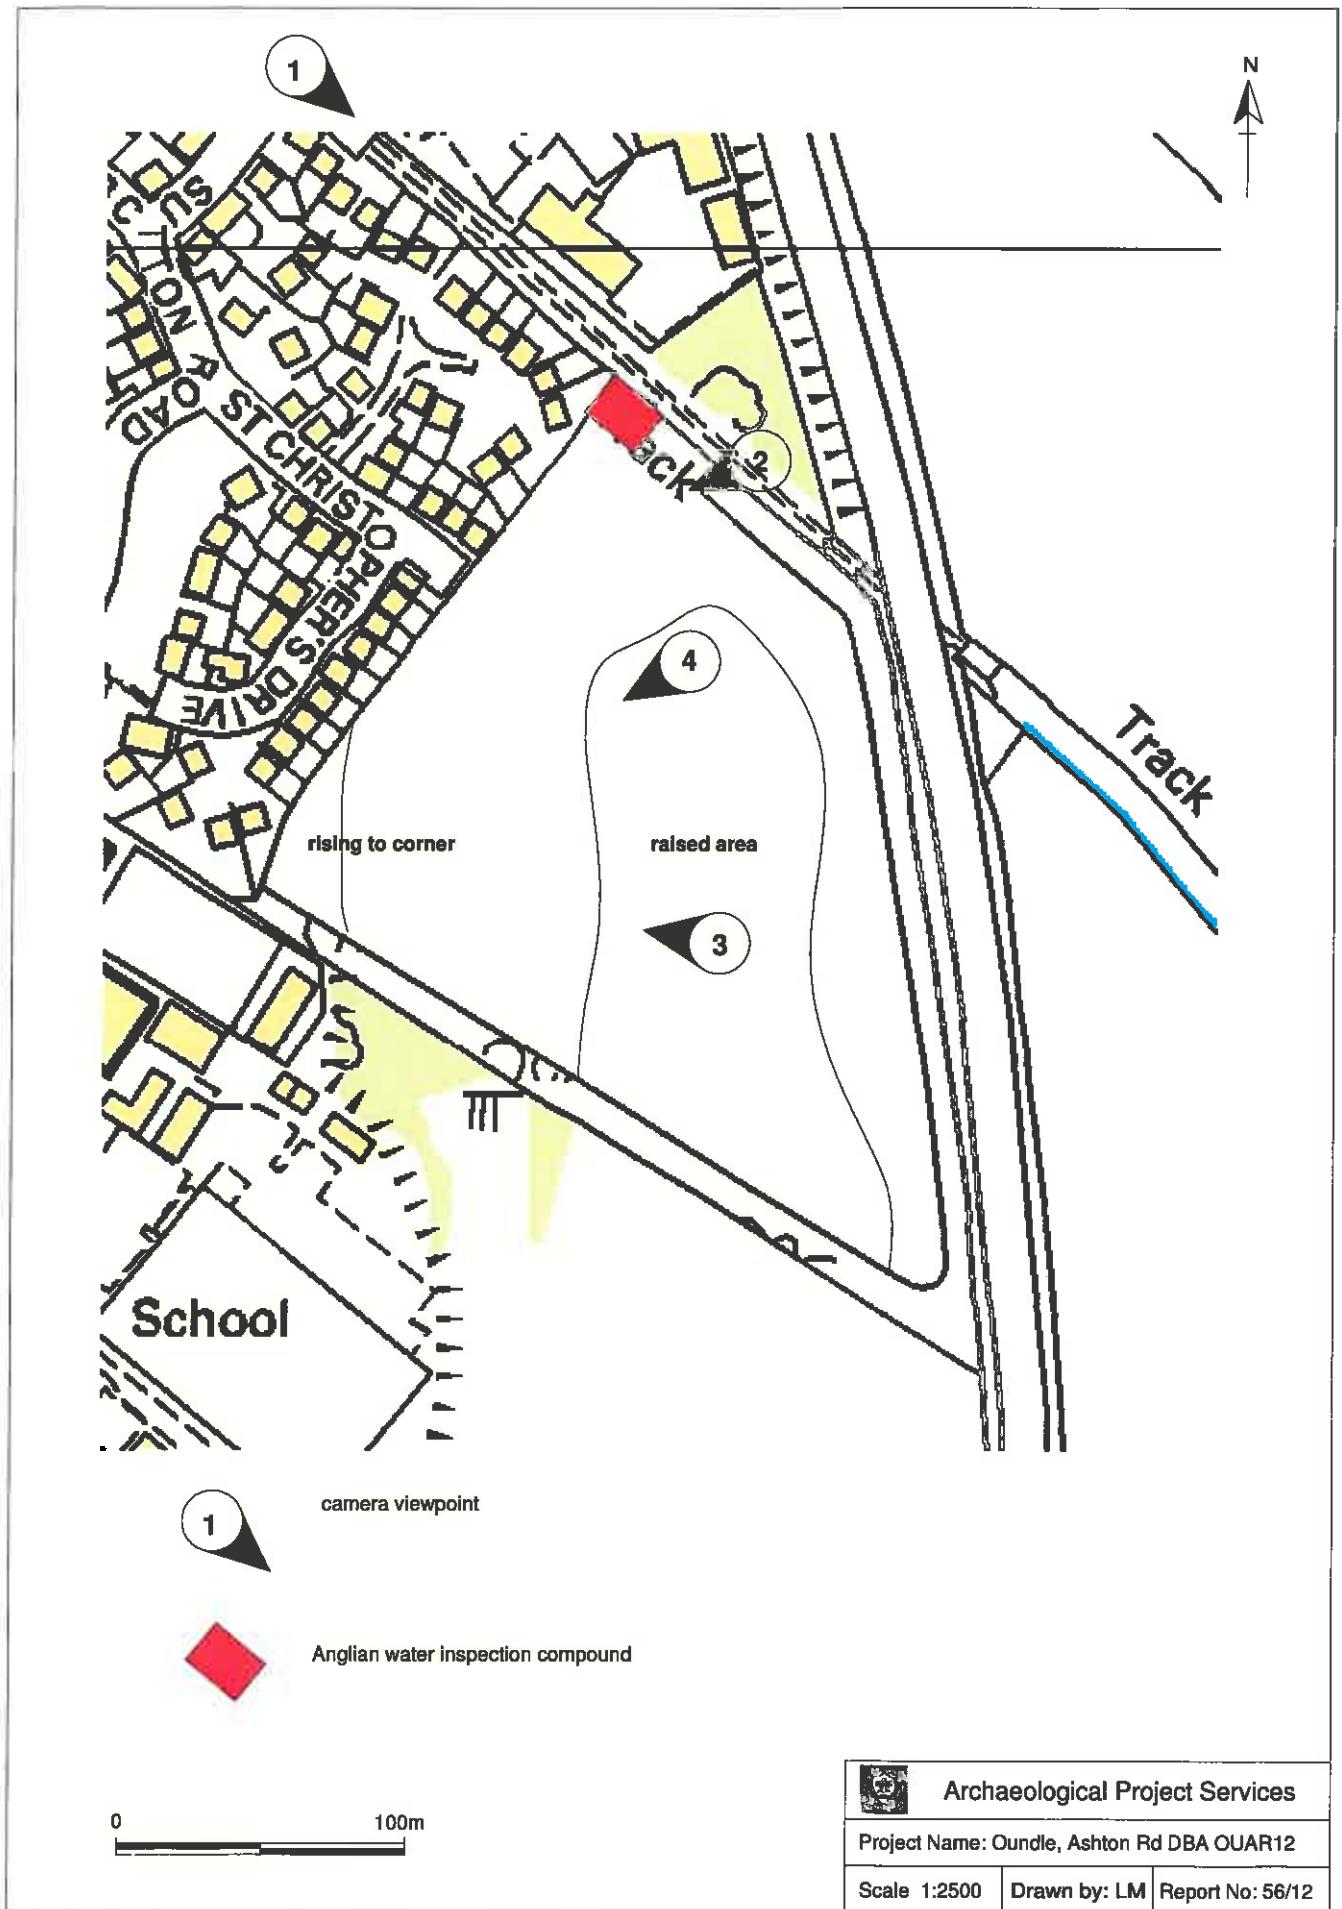 1
N
SUTTON ROAD
ST CHRISTOPHER'S DRIVE
2
ack
4
Track
rising to corner
raised area
3
School
1
camera viewpoint
Anglian water inspection compound
0 100m
Archaeological Project Services
Project Name: Oundle, Ashton Rd DBA OUAR12
Scale 1:2500 Drawn by: LM Report No: 56/12